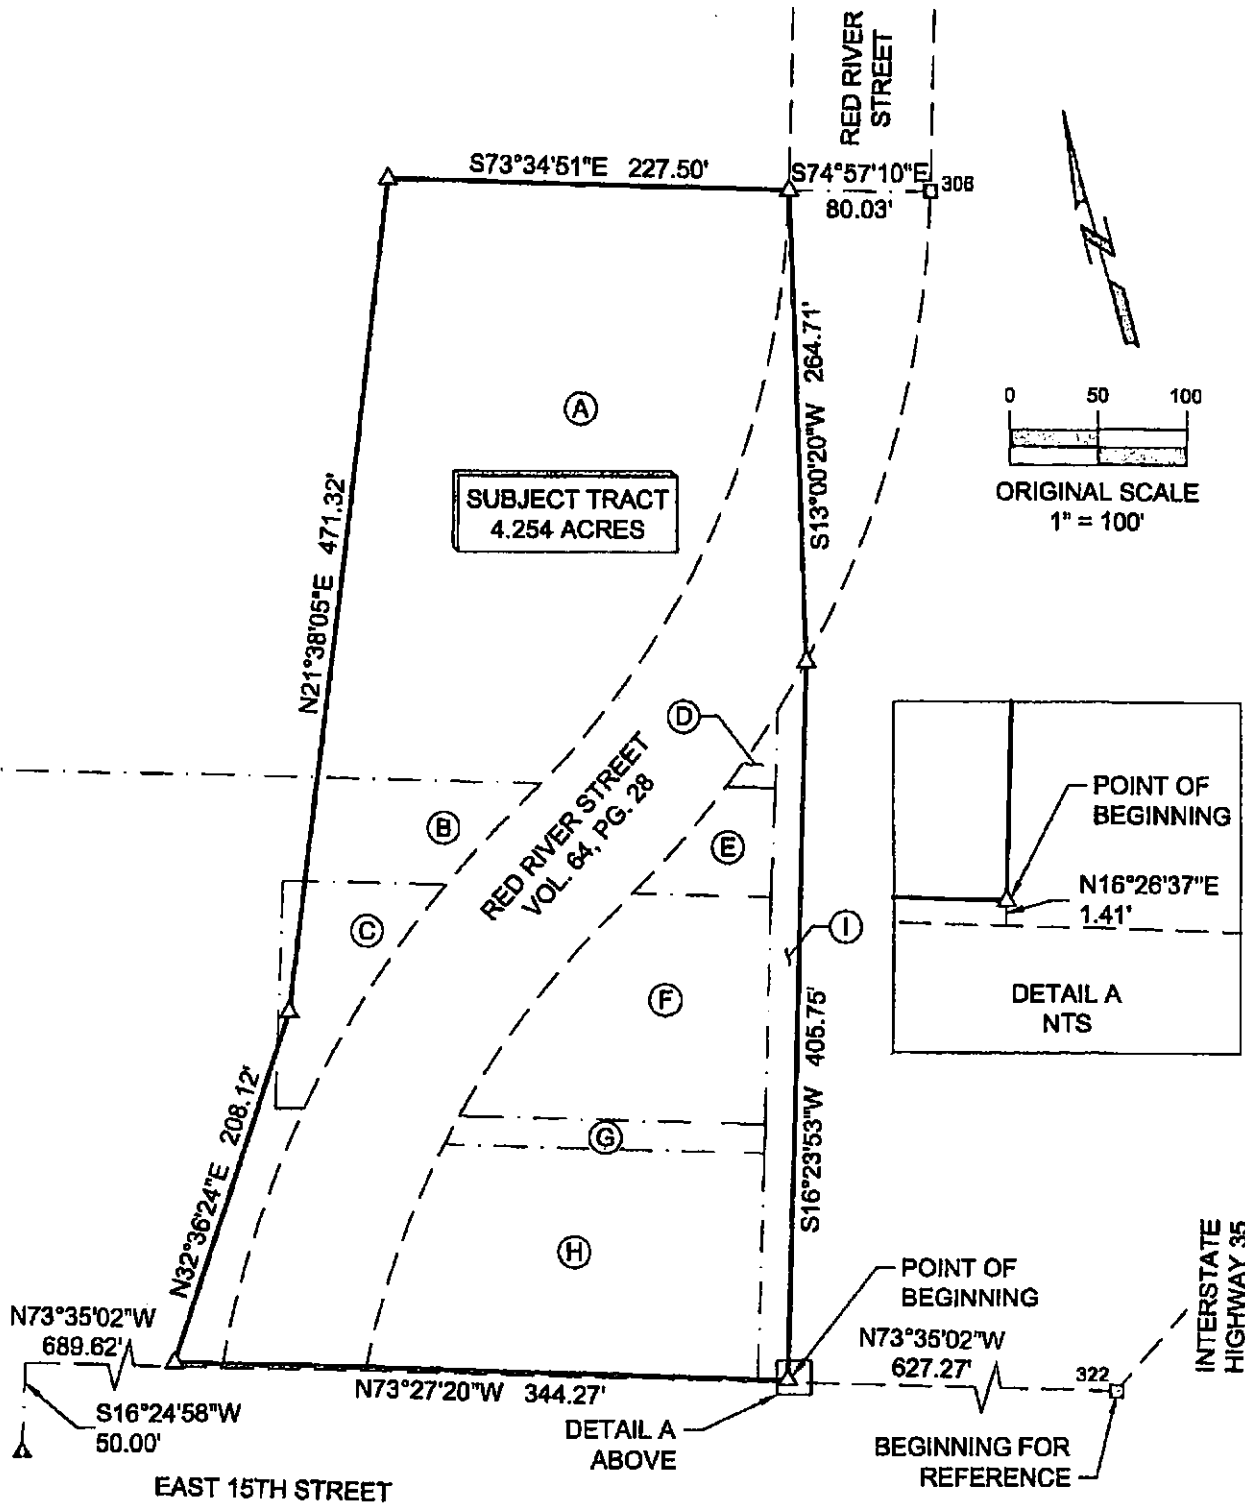 RED RIVER
STREET
S73°34'51"E 227.50'
S74°57'10"E
80.03'
306
S13°00'20"W 264.71'
0 50 100
ORIGINAL SCALE
1" = 100'
A
SUBJECT TRACT
4.254 ACRES
N21°38'05"E 471.32'
D
RED RIVER STREET
VOL. 64, PG. 28
B
E
C
I
F
POINT OF
BEGINNING
N16°26'37"E
1.41'
DETAIL A
NTS
S16°23'53"W 405.75'
G
N32°36'24"E 208.12'
H
POINT OF
BEGINNING
INTERSTATE
HIGHWAY 35
N73°35'02"W
689.62'
N73°35'02"W
627.27'
322
N73°27'20"W 344.27'
S16°24'58"W
50.00'
DETAIL A
ABOVE
BEGINNING FOR
REFERENCE
EAST 15TH STREET